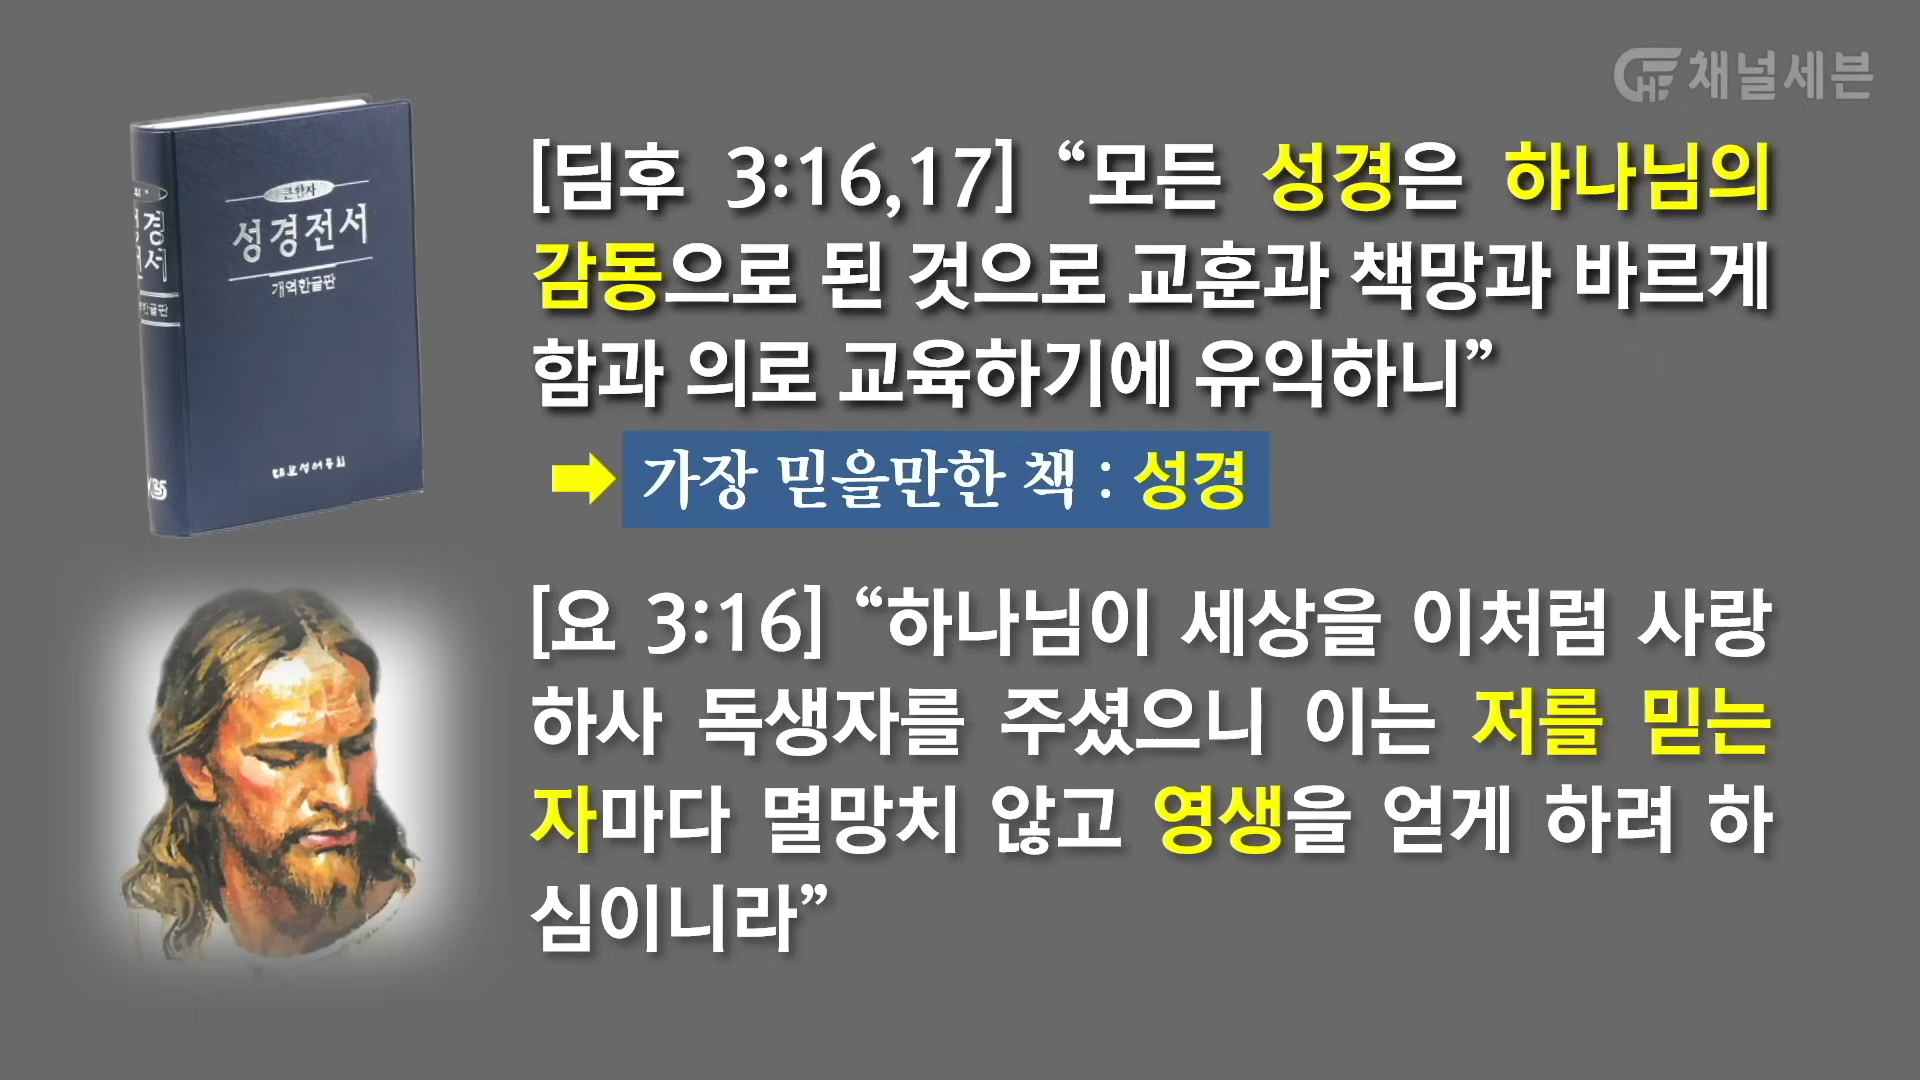 채널세븐
큰활자
성경전서
개역한글판
대한성서공회
[딤후 3:16,17] “모든 성경은 하나님의
감동으로 된 것으로 교훈과 책망과 바르게
함과 의로 교육하기에 유익하니”
가장 믿을만한 책 : 성경
[요 3:16] “하나님이 세상을 이처럼 사랑
하사 독생자를 주셨으니 이는 저를 믿는
자마다 멸망치 않고 영생을 얻게 하려 하
심이니라”